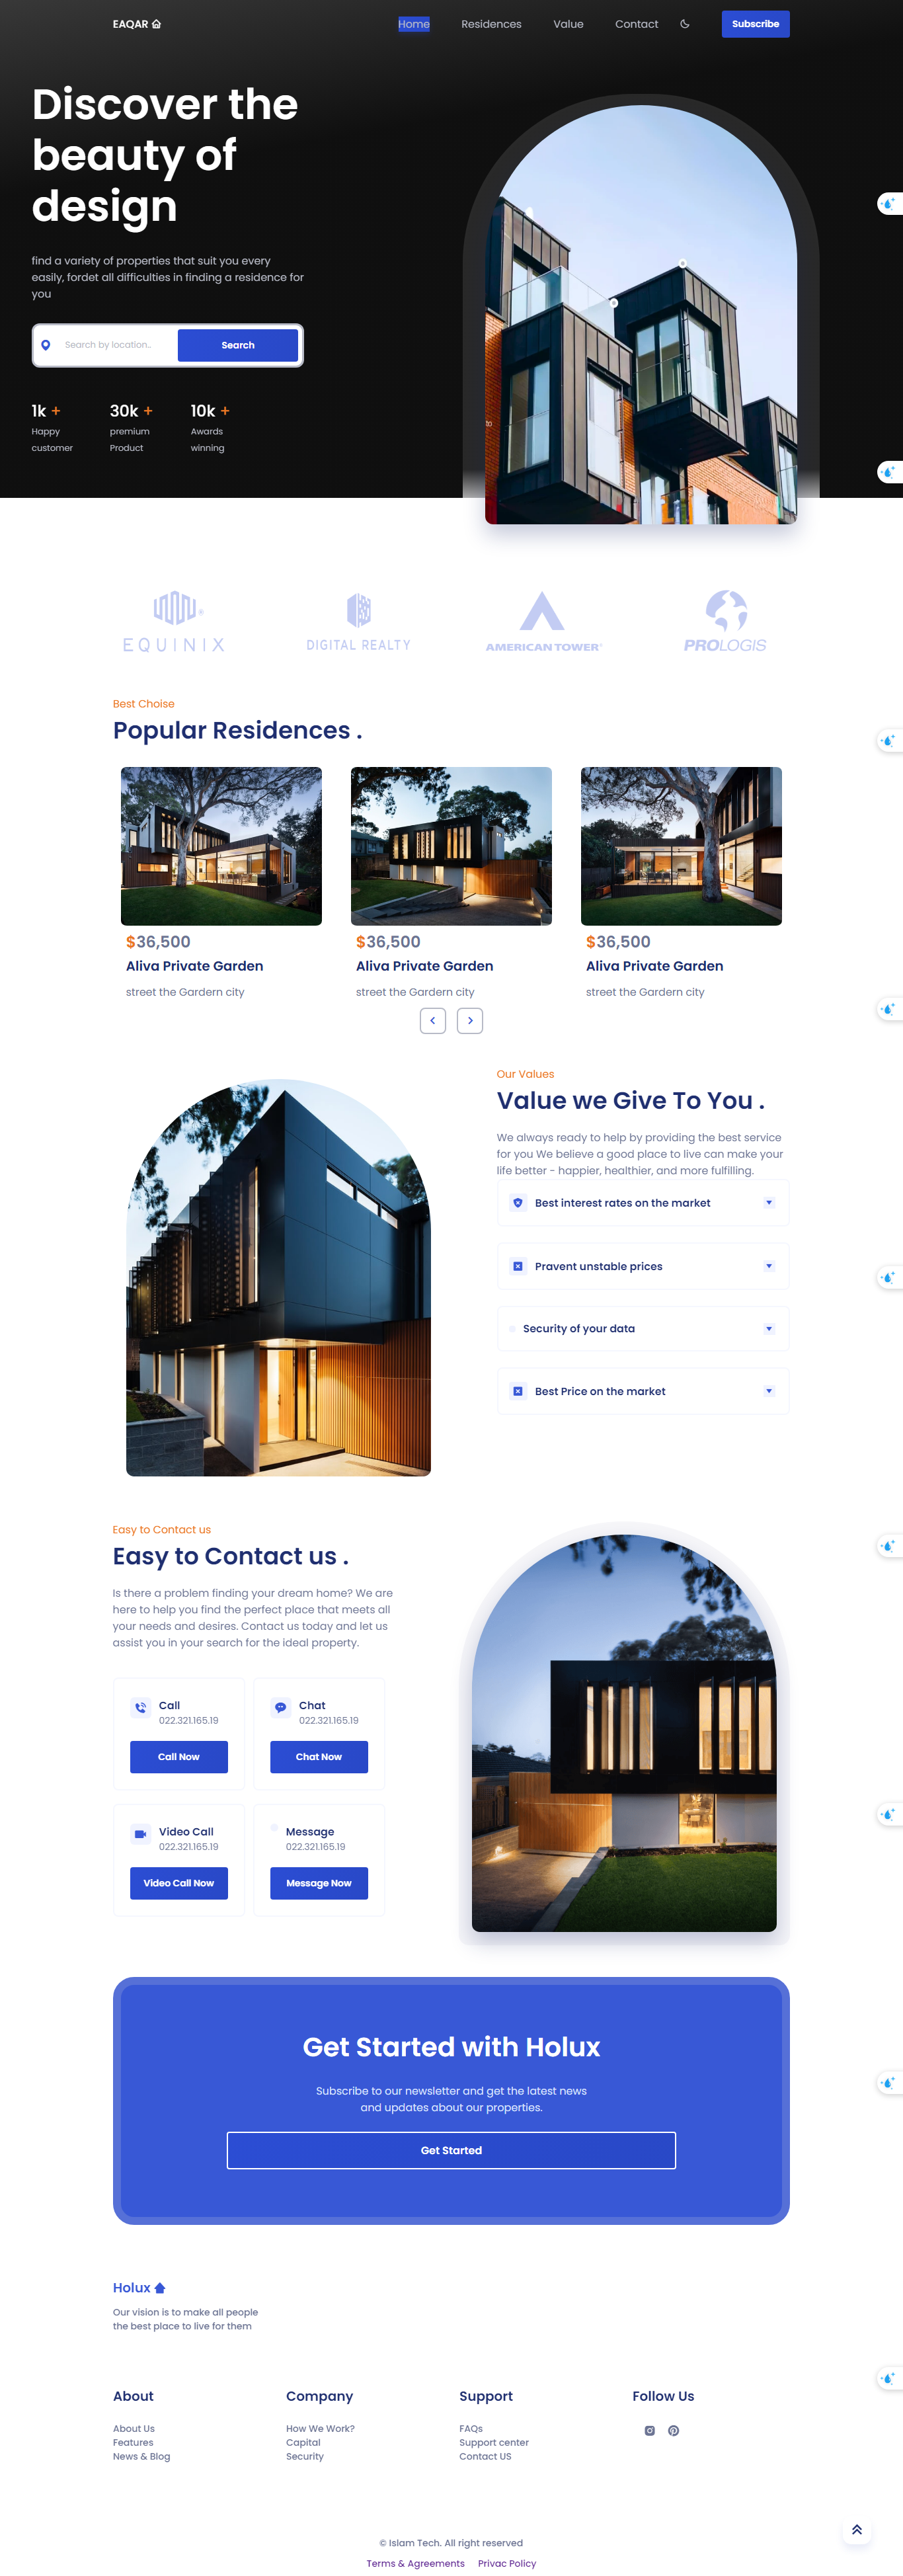 EAQAR
Home Residences Value Contact Subscribe
Discover the
beauty of
design
find a variety of properties that suit you every
easily, fordet all difficulties in finding a residence for
you
Search by location.. Search
1k + 30k + 10k +
Happy premium Awards
customer Product winning
EQUINIX DIGITAL REALTY AMERICAN TOWER PROLOGIS
Best Choise
Popular Residences .
$36,500 $36,500 $36,500
Aliva Private Garden Aliva Private Garden Aliva Private Garden
street the Gardern city street the Gardern city street the Gardern city
Our Values
Value we Give To You .
We always ready to help by providing the best service
for you We believe a good place to live can make your
life better - happier, healthier, and more fulfilling.
Best interest rates on the market
Pravent unstable prices
Security of your data
Best Price on the market
Easy to Contact us
Easy to Contact us .
Is there a problem finding your dream home? We are
here to help you find the perfect place that meets all
your needs and desires. Contact us today and let us
assist you in your search for the ideal property.
Call Chat
022.321.165.19 022.321.165.19
Call Now Chat Now
Video Call Message
022.321.165.19 022.321.165.19
Video Call Now Message Now
Get Started with Holux
Subscribe to our newsletter and get the latest news
and updates about our properties.
Get Started
Holux
Our vision is to make all people
the best place to live for them
About Company Support Follow Us
About Us How We Work? FAQs
Features Capital Support center
News & Blog Security Contact US
© Islam Tech. All right reserved
Terms & Agreements Privac Policy